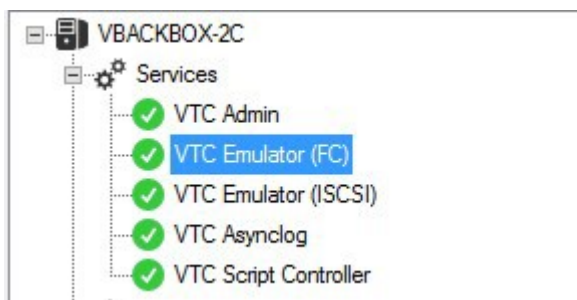 VBACKBOX-2C
Services
VTC Admin
VTC Emulator (FC)
VTC Emulator (ISCSI)
VTC Asynclog
VTC Script Controller